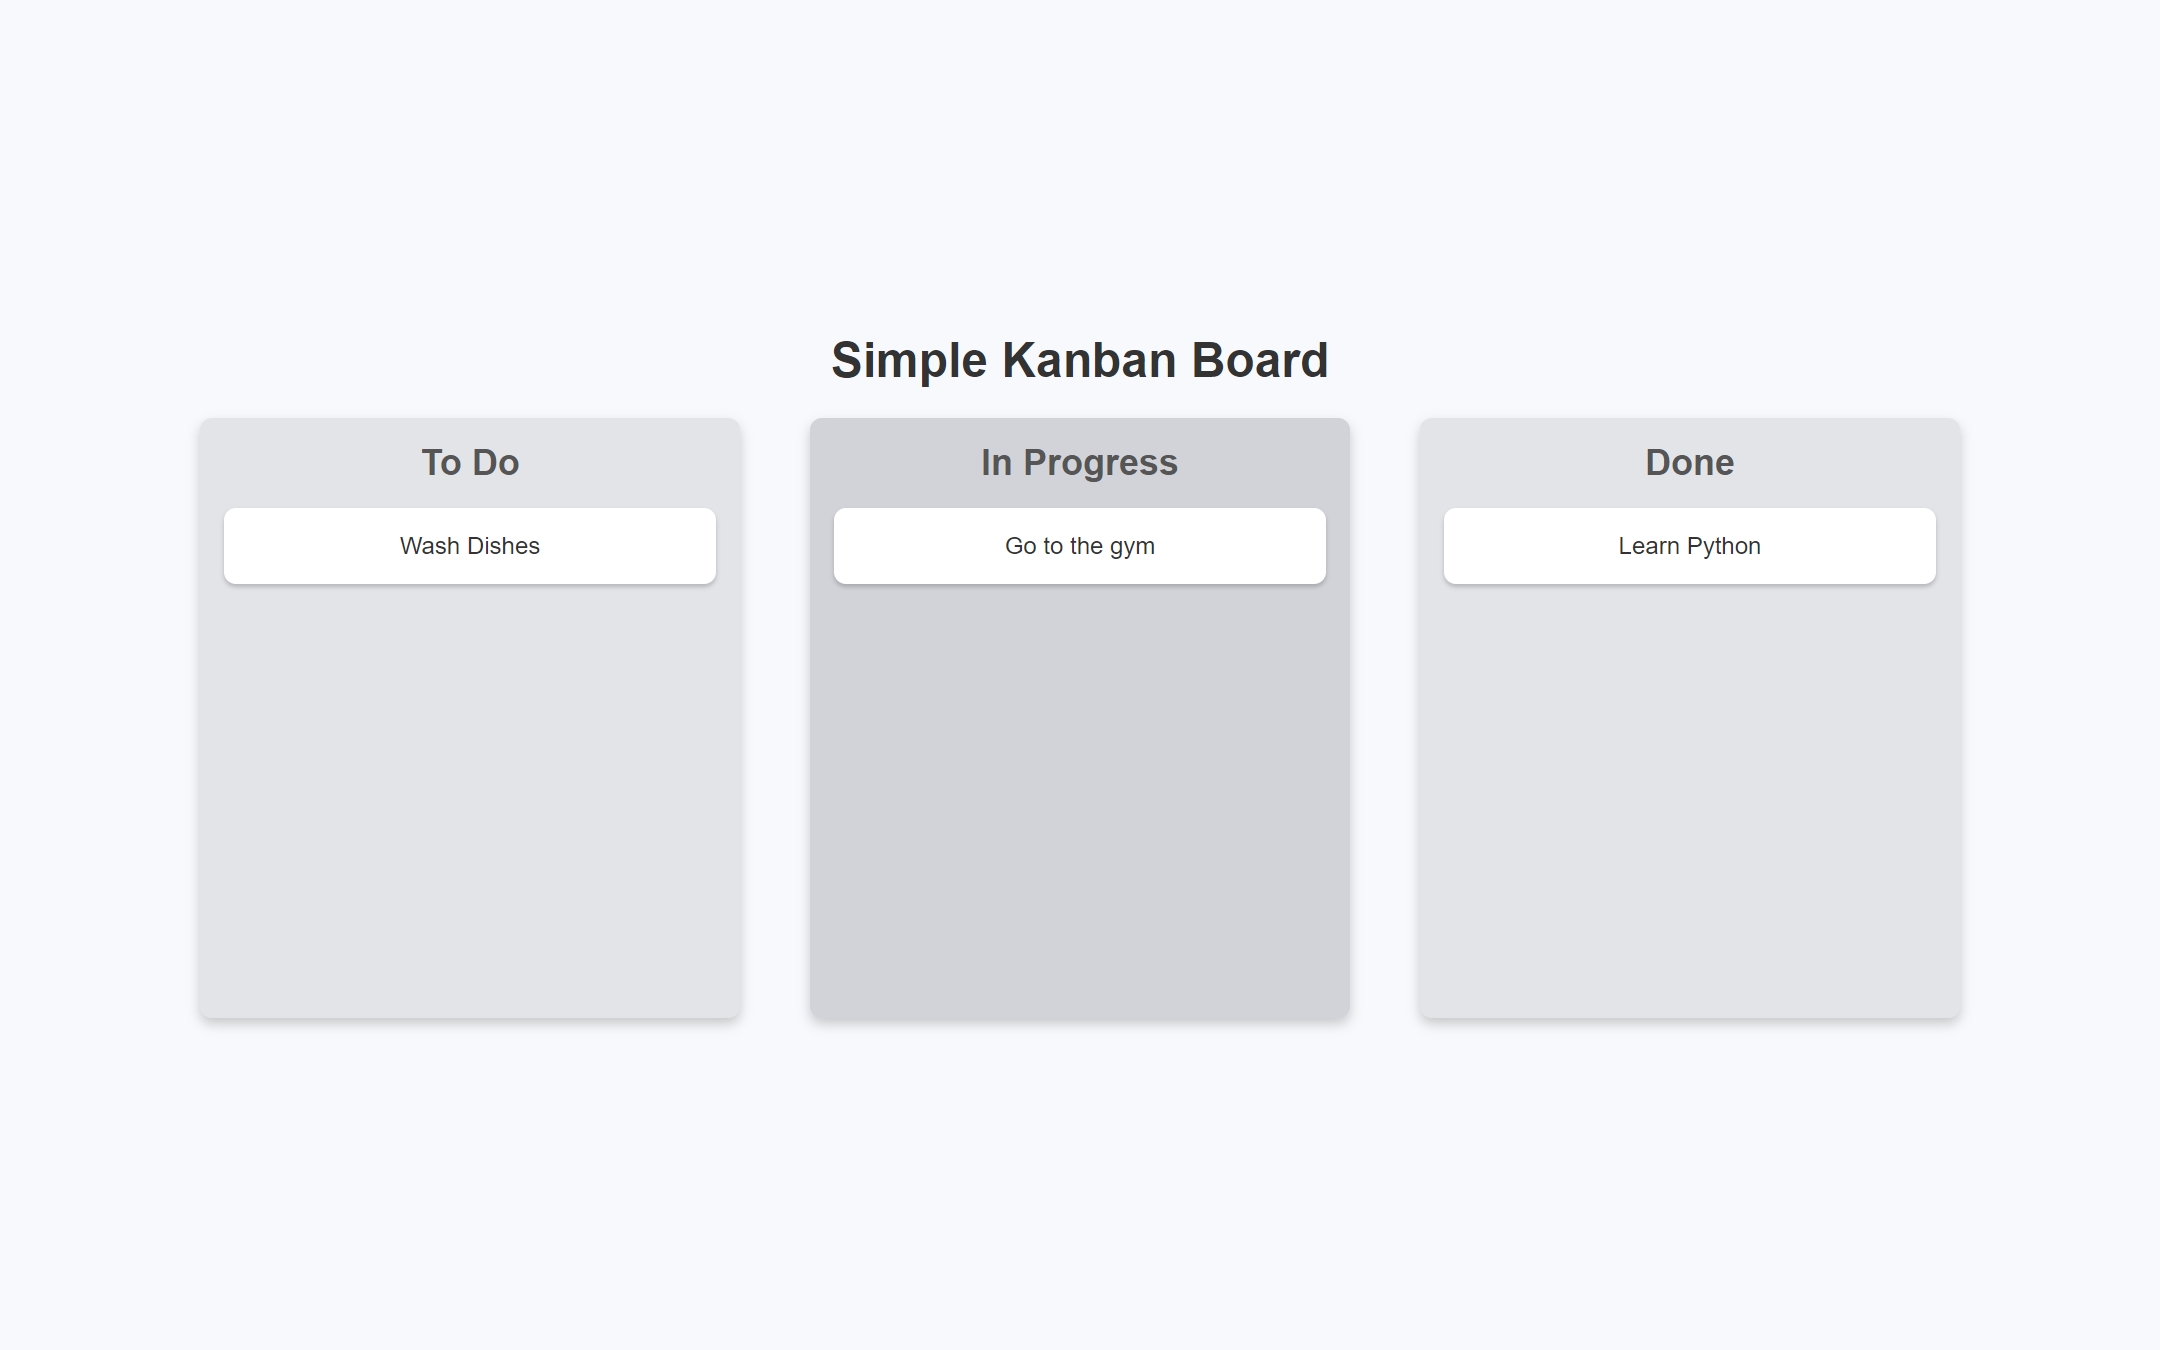 Simple Kanban Board
To Do
Wash Dishes
In Progress
Go to the gym
Done
Learn Python